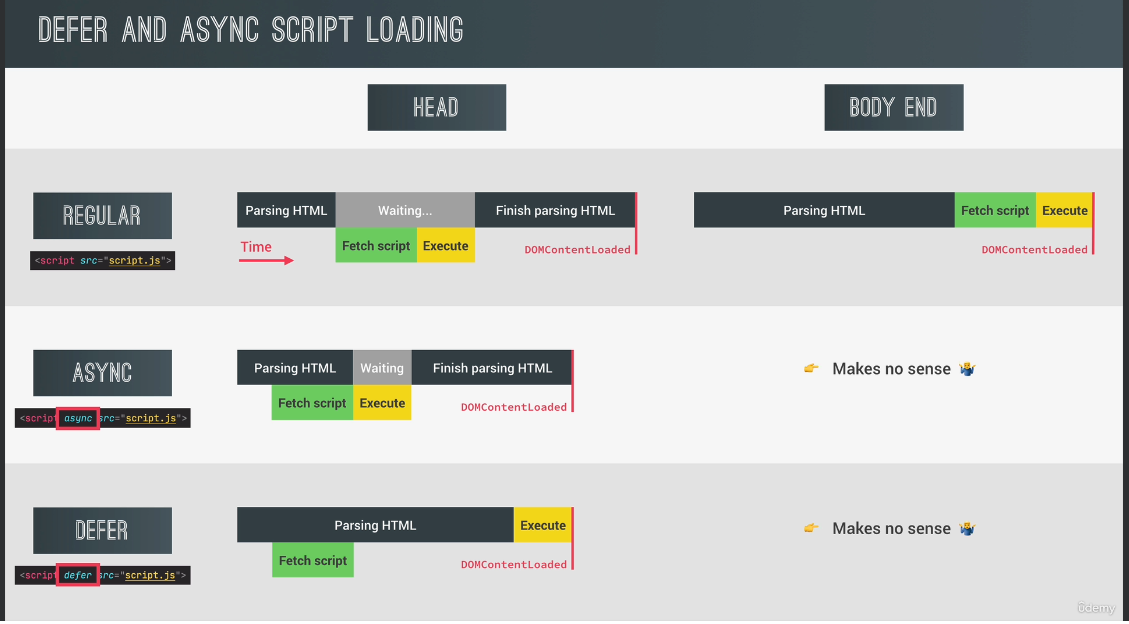 DEFER AND ASYNC SCRIPT LOADING
HEAD
BODY END
REGULAR
<script src="script.js">
Parsing HTML
Waiting...
Finish parsing HTML
Fetch script
Execute
Time
DOMContentLoaded
Parsing HTML
Fetch script
Execute
DOMContentLoaded
ASYNC
<script async src="script.js">
Parsing HTML
Waiting
Finish parsing HTML
Fetch script
Execute
DOMContentLoaded
👉 Makes no sense 🤷‍♂️
DEFER
<script defer src="script.js">
Parsing HTML
Execute
Fetch script
DOMContentLoaded
👉 Makes no sense 🤷‍♂️
ûdemy